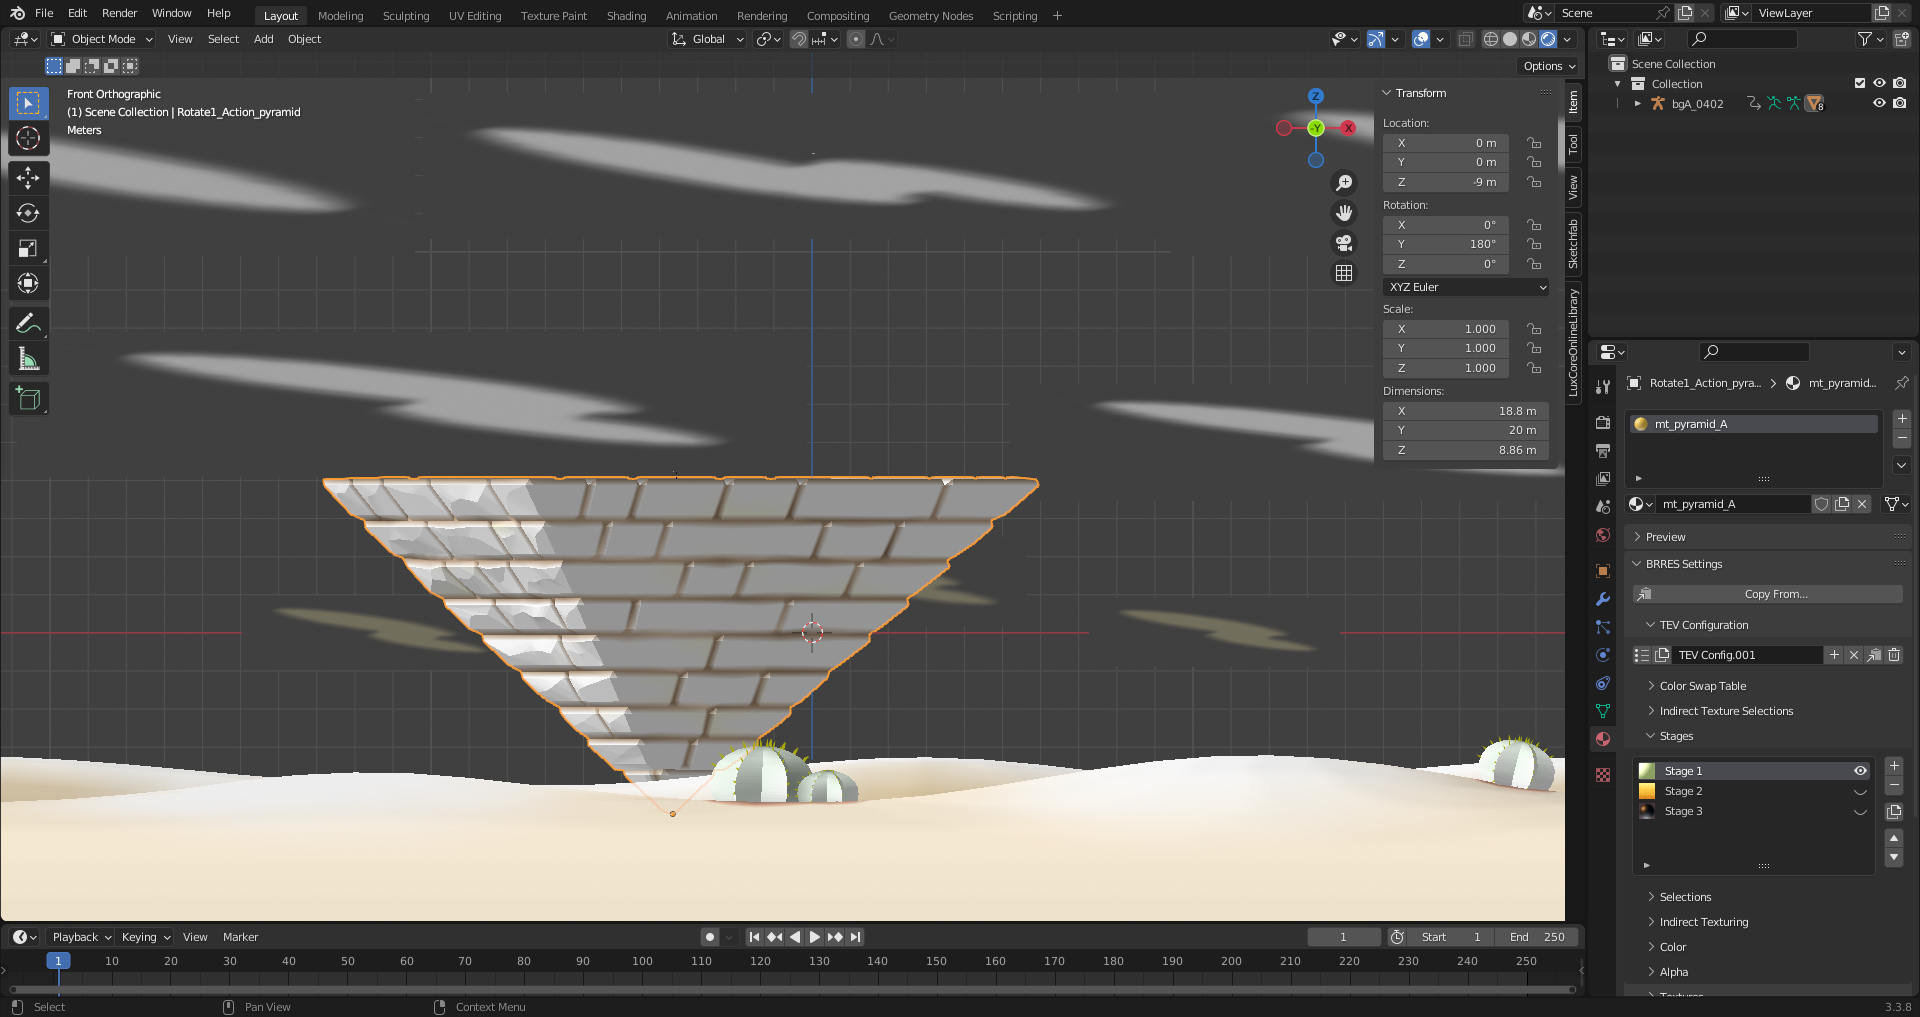 File Edit Render Window Help Layout Modeling Sculpting UV Editing Texture Paint Shading Animation Rendering Compositing Geometry Nodes Scripting + Scene ViewLayer
Object Mode View Select Add Object Global
Options
Front Orthographic
(1) Scene Collection | Rotate1_Action_pyramid
Meters
Z
-Y
X
Transform
Location:
X 0 m
Y 0 m
Z -9 m
Rotation:
X 0°
Y 180°
Z 0°
XYZ Euler
Scale:
X 1.000
Y 1.000
Z 1.000
Dimensions:
X 18.8 m
Y 20 m
Z 8.86 m
Item
Tool
View
Sketchfab
LuxCoreOnlineLibrary
Scene Collection
Collection
bgA_0402 8
Rotate1_Action_pyra... > mt_pyramid...
mt_pyramid_A
mt_pyramid_A
Preview
BRRES Settings
Copy From...
TEV Configuration
TEV Config.001
Color Swap Table
Indirect Texture Selections
Stages
Stage 1
Stage 2
Stage 3
Selections
Indirect Texturing
Color
Alpha
Textures
Playback Keying View Marker 1 Start 1 End 250
1 10 20 30 40 50 60 70 80 90 100 110 120 130 140 150 160 170 180 190 200 210 220 230 240 250
Select Pan View Context Menu 3.3.8